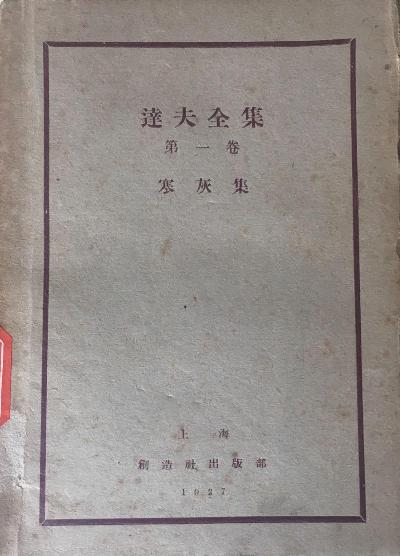 達夫全集
第一卷
寒灰集
上海
創造社出版部
1927